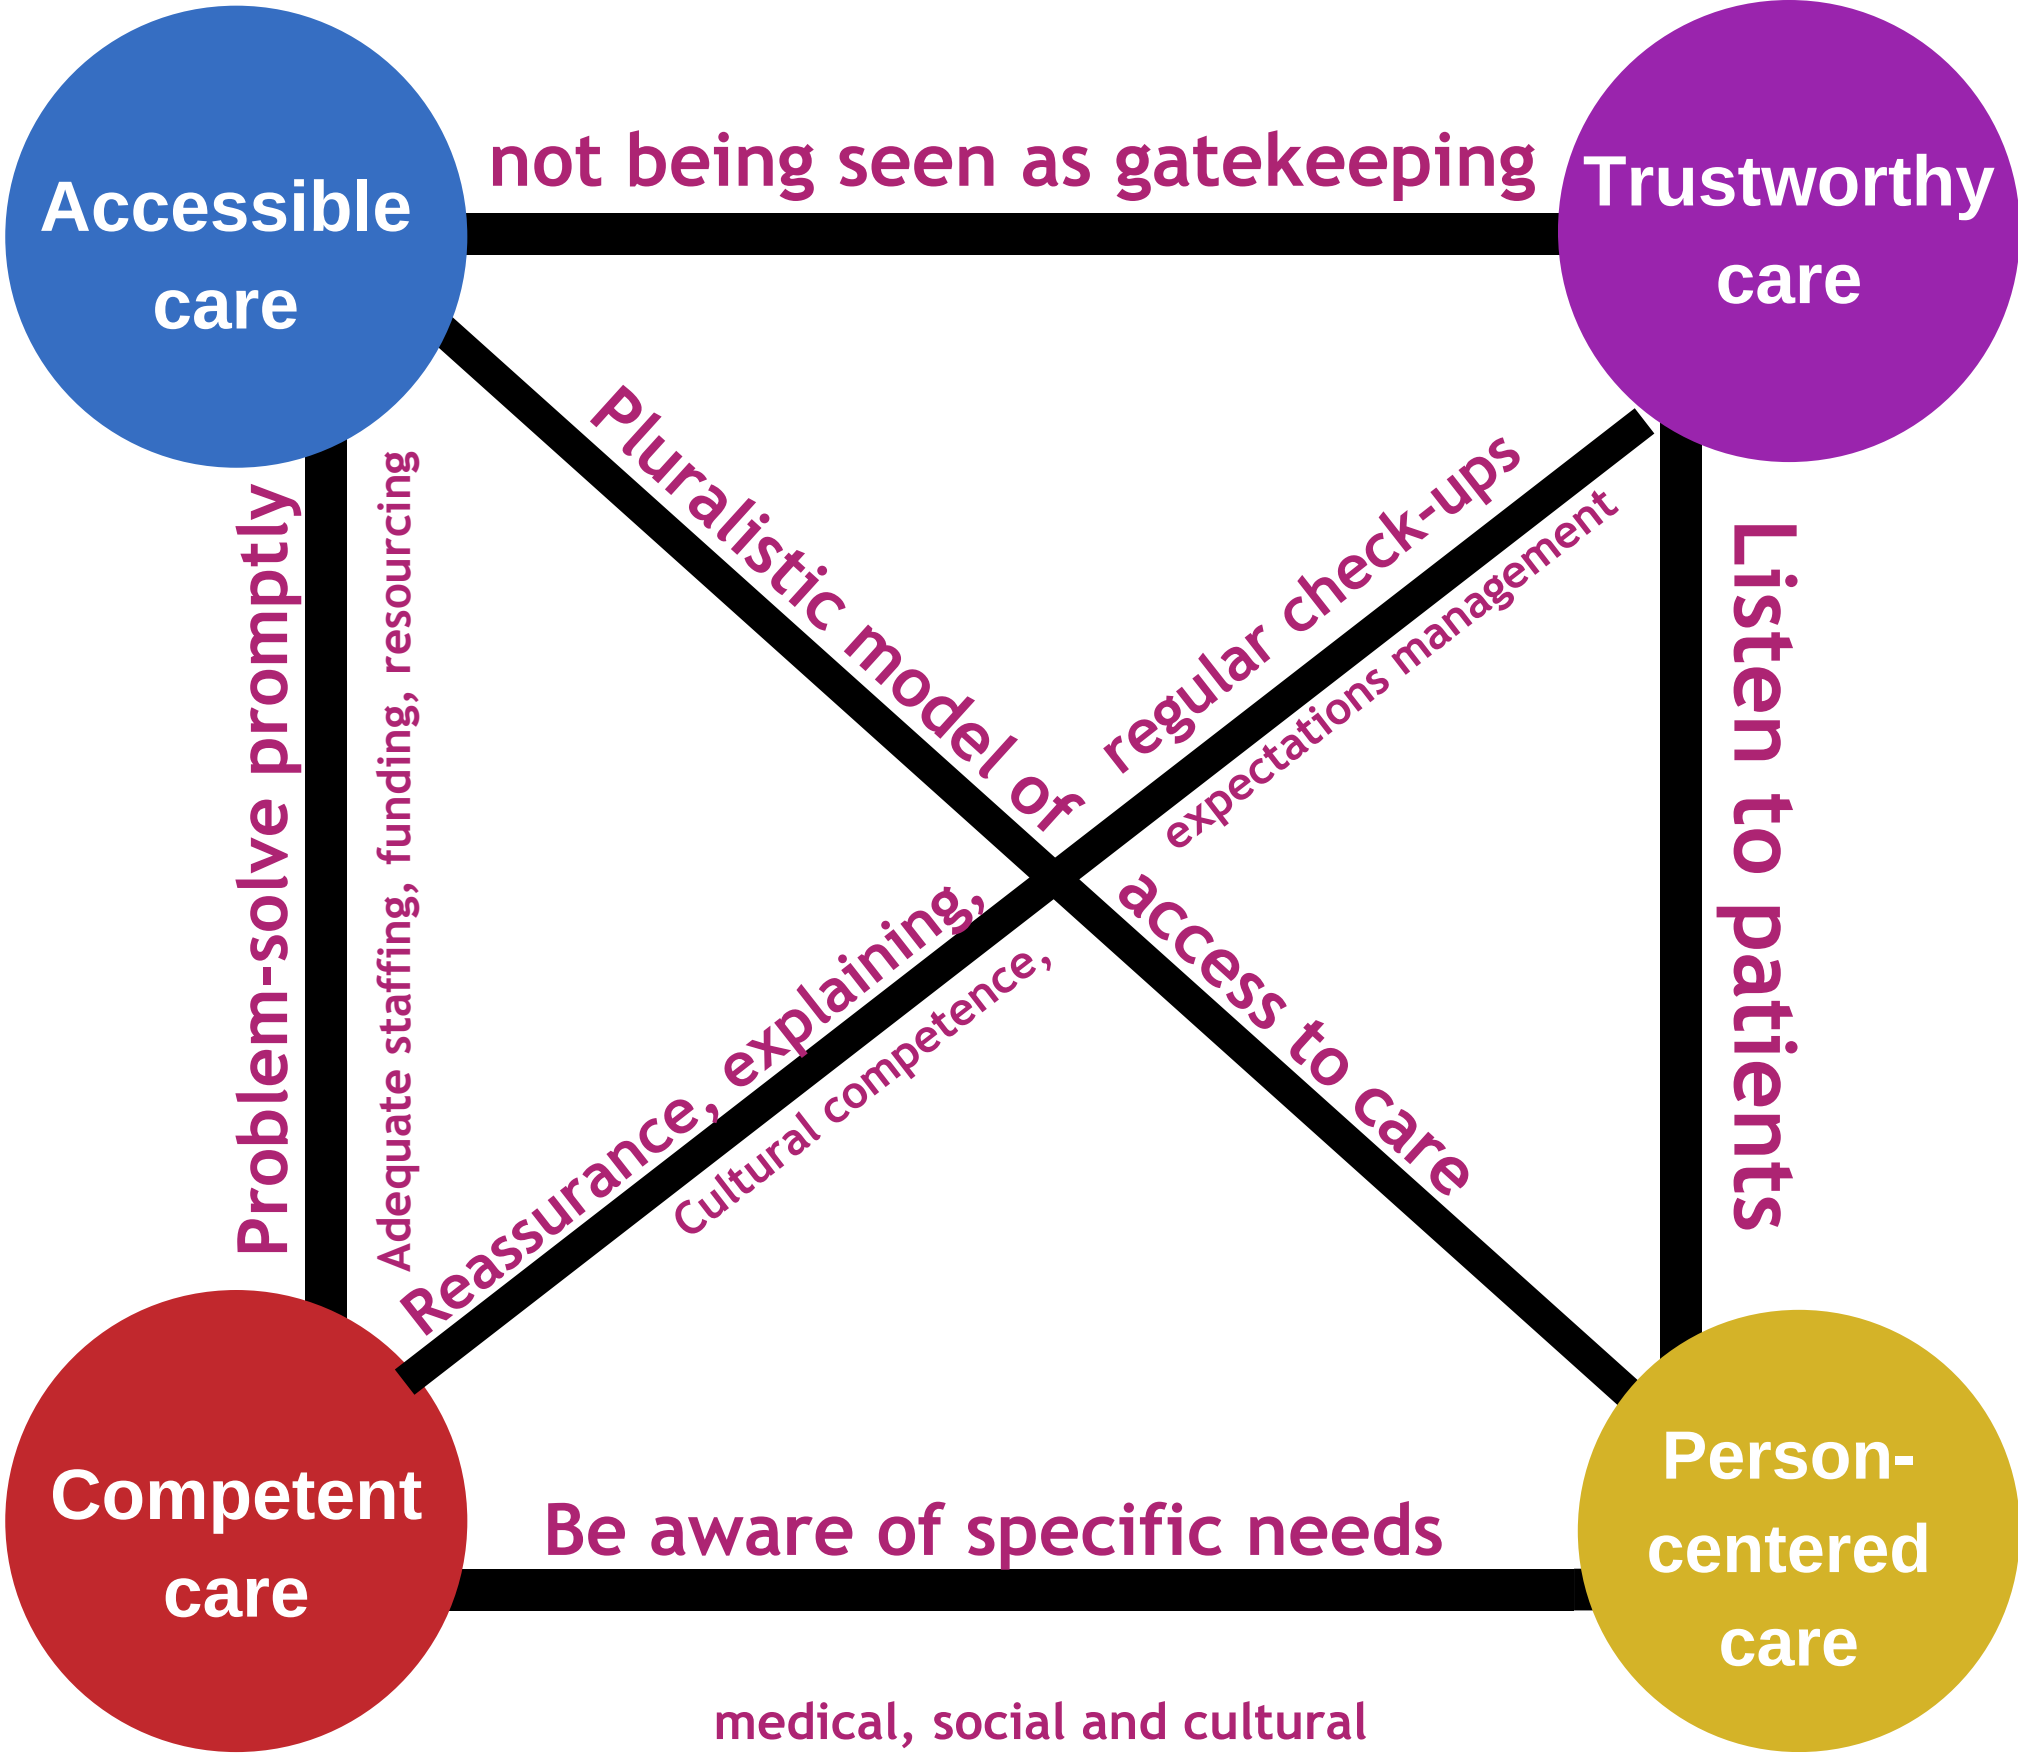 Accessible
care
not being seen as gatekeeping
Trustworthy
care
Problem-solve promptly
Adequate staffing, funding, resourcing
Pluralistic model of
access to care
Reassurance, explaining,
regular check-ups
Cultural competence,
expectations management
Listen to patients
Competent
care
Be aware of specific needs
medical, social and cultural
Person-
centered
care